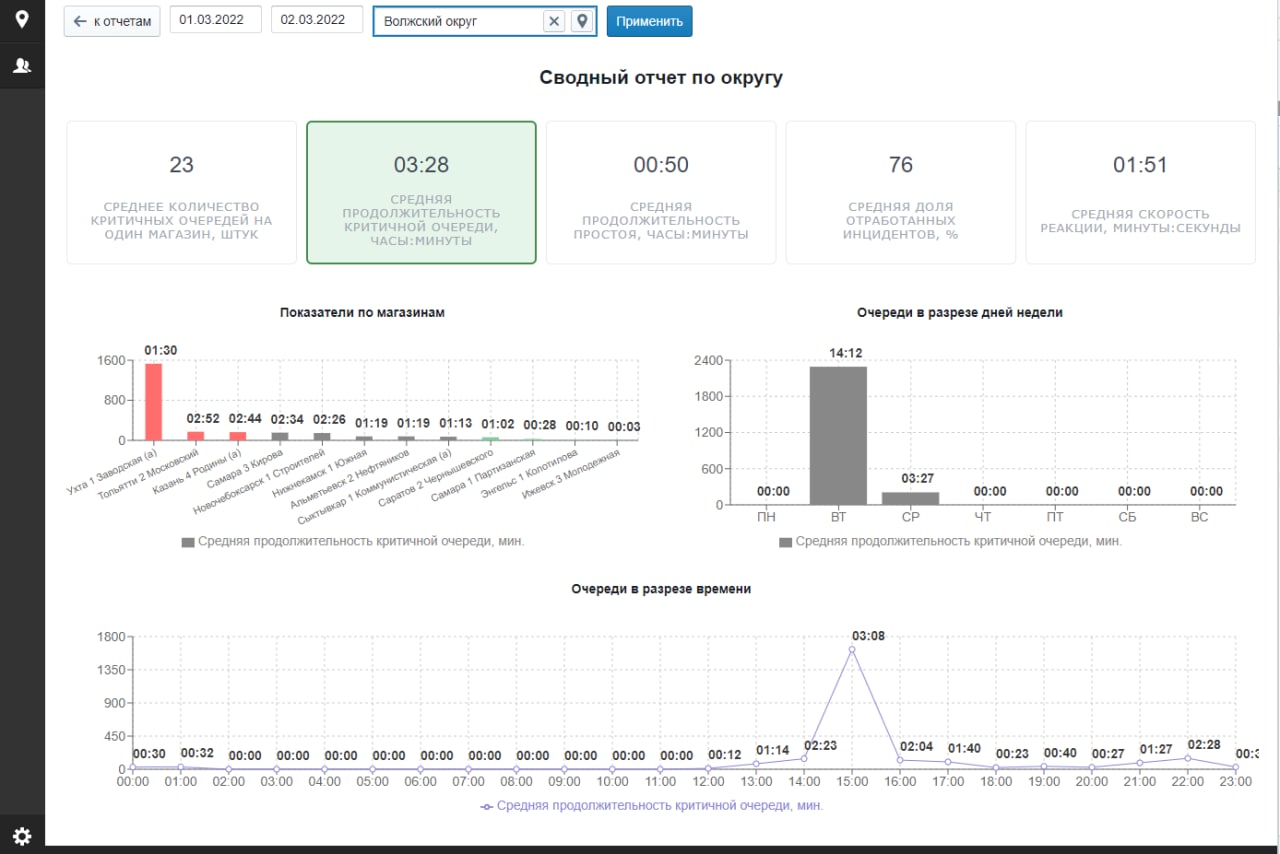 к отчетам
01.03.2022
02.03.2022
Волжский округ
Применить
Сводный отчет по округу
23
СРЕДНЕЕ КОЛИЧЕСТВО
КРИТИЧНЫХ ОЧЕРЕДЕЙ НА
ОДИН МАГАЗИН, ШТУК
03:28
СРЕДНЯЯ
ПРОДОЛЖИТЕЛЬНОСТЬ
КРИТИЧНОЙ ОЧЕРЕДИ,
ЧАСЫ:МИНУТЫ
00:50
СРЕДНЯЯ
ПРОДОЛЖИТЕЛЬНОСТЬ
ПРОСТОЯ, ЧАСЫ:МИНУТЫ
76
СРЕДНЯЯ ДОЛЯ
ОТРАБОТАННЫХ
ИНЦИДЕНТОВ, %
01:51
СРЕДНЯЯ СКОРОСТЬ
РЕАКЦИИ, МИНУТЫ:СЕКУНДЫ
Показатели по магазинам
1600
800
0
01:30
02:52
02:44
02:34
02:26
01:19
01:19
01:13
01:02
00:28
00:10
00:03
Ухта 1 Заводская (а)
Тольятти 2 Московский
Казань 4 Родины (а)
Самара 3 Кирова
Новочебоксарск 1 Строителей
Нижнекамск 1 Южная
Альметьевск 2 Нефтяников
Сыктывкар 1 Коммунистическая (а)
Саратов 2 Чернышевского
Самара 1 Партизанская
Энгельс 1 Колотилова
Ижевск 3 Молодежная
Средняя продолжительность критичной очереди, мин.
Очереди в разрезе дней недели
2400
1800
1200
600
0
00:00
14:12
03:27
00:00
00:00
00:00
00:00
ПН
ВТ
СР
ЧТ
ПТ
СБ
ВС
Средняя продолжительность критичной очереди, мин.
Очереди в разрезе времени
1800
1350
900
450
0
00:30
00:32
00:00
00:00
00:00
00:00
00:00
00:00
00:00
00:00
00:00
00:00
00:12
01:14
02:23
03:08
02:04
01:40
00:23
00:40
00:27
01:27
02:28
00:3
00:00
01:00
02:00
03:00
04:00
05:00
06:00
07:00
08:00
09:00
10:00
11:00
12:00
13:00
14:00
15:00
16:00
17:00
18:00
19:00
20:00
21:00
22:00
23:00
Средняя продолжительность критичной очереди, мин.